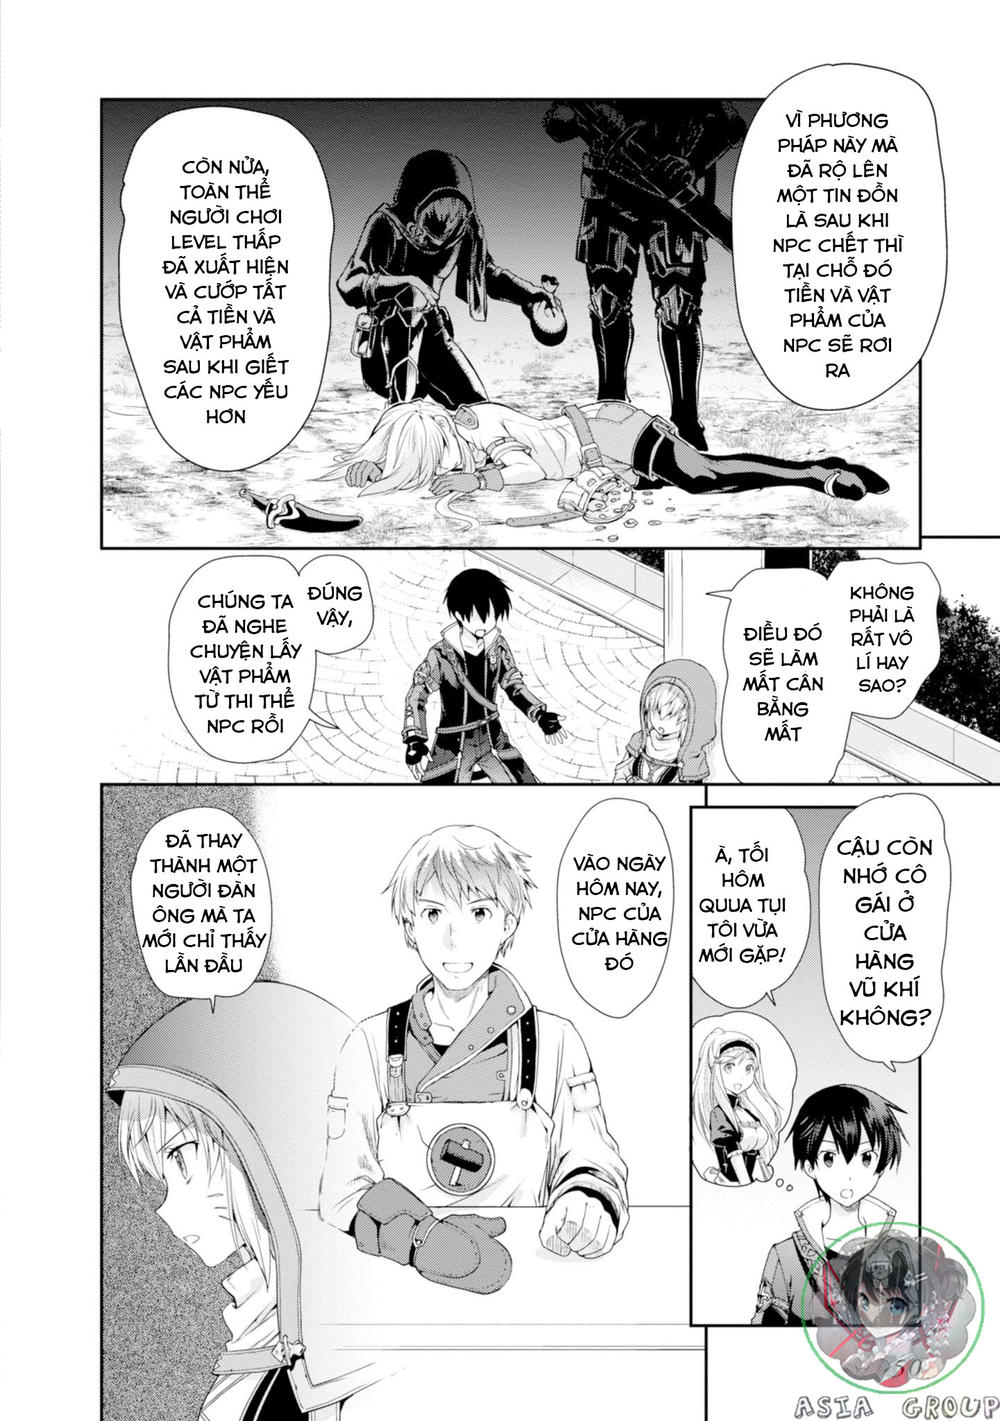 VÌ PHƯƠNG
PHÁP NÀY MÀ
ĐÃ RỘ LÊN
MỘT TIN ĐỒN
LÀ SAU KHI
NPC CHẾT THÌ
TẠI CHỖ ĐÓ
TIỀN VÀ VẬT
PHẨM CỦA
NPC SẼ RƠI
RA
CÒN NỬA,
TOÀN THỂ
NGƯỜI CHƠI
LEVEL THẤP
ĐÃ XUẤT HIỆN
VÀ CƯỚP TẤT
CẢ TIỀN VÀ
VẬT PHẨM
SAU KHI GIẾT
CÁC NPC YẾU
HƠN
KHÔNG
PHẢI LÀ
RẤT VÔ
LÍ HAY
SAO?
ĐIỀU ĐÓ
SẼ LÀM
MẤT CÂN
BẰNG
MẤT
ĐÚNG
VẬY,
CHÚNG TA
ĐÃ NGHE
CHUYỆN LẤY
VẬT PHẨM
TỪ THI THỂ
NPC RỒI
CẬU CÒN
NHỚ CÔ
GÁI Ở
CỬA
HÀNG
VŨ KHÍ
KHÔNG?
À, TỐI
HÔM
QUUA TỤI
TÔI VỪA
MỚI GẶP!
VÀO NGÀY
HÔM NAY,
NPC CỦA
CỬA HÀNG
ĐÓ
ĐÃ THAY
THÀNH MỘT
NGƯỜI ĐÀN
ÔNG MÀ TA
MỚI CHỈ THẤY
LẦN ĐẦU
50
ASIA GROUP